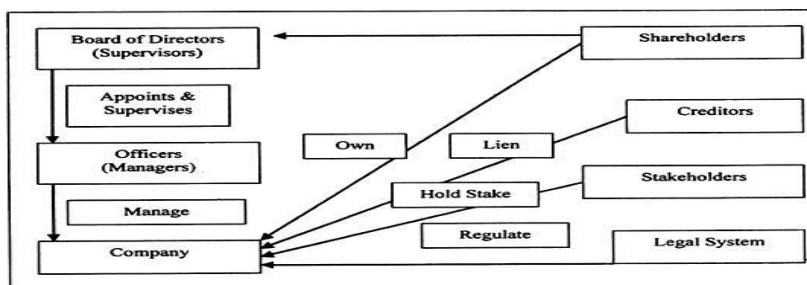 Board of Directors
(Supervisors)
Shareholders
Appoints &
Supervises
Creditors
Own
Lien
Officers
(Managers)
Stakeholders
Hold Stake
Manage
Regulate
Legal System
Company